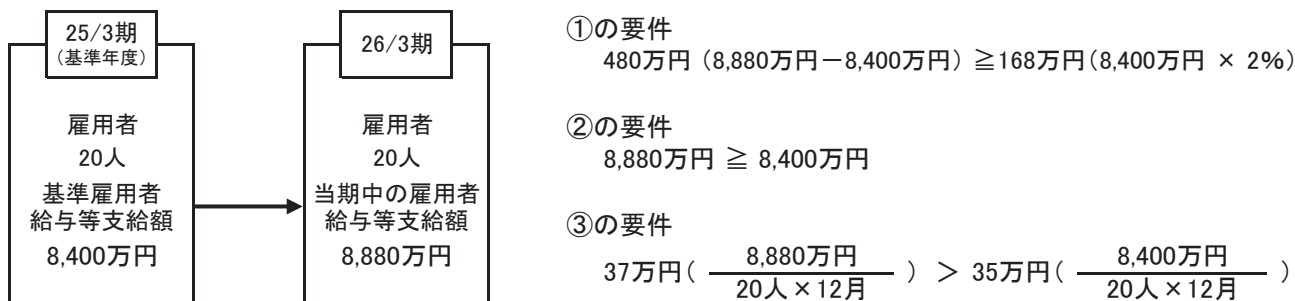 25/3期
(基準年度)
雇用者
20人
基準雇用者
給与等支給額
8,400万円
26/3期
雇用者
20人
当期中の雇用者
給与等支給額
8,880万円
①の要件
480万円 (8,880万円－8,400万円) ≧168万円(8,400万円 × 2％)
②の要件
8,880万円 ≧ 8,400万円
③の要件
37万円( 8,880万円 / 20人×12月 ) ＞ 35万円( 8,400万円 / 20人×12月 )